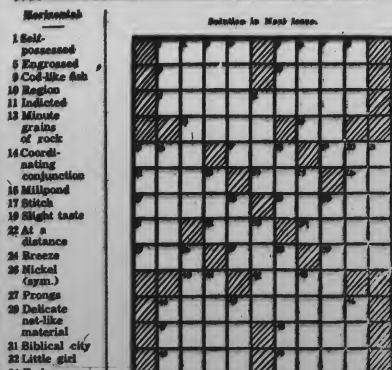 Horizontal
Solution in Next Issue.
1 Self-
possessed
5 Engrossed
9 Cod-like fish
10 Region
11 Indicted
13 Minute
grains
of rock
14 Coordi-
nating
conjunction
15 Millpond
17 Stitch
19 Slight taste
22 At a
distance
24 Breeze
26 Nickel
(sym.)
27 Prongs
29 Delicate
net-like
material
31 Biblical city
32 Little girl